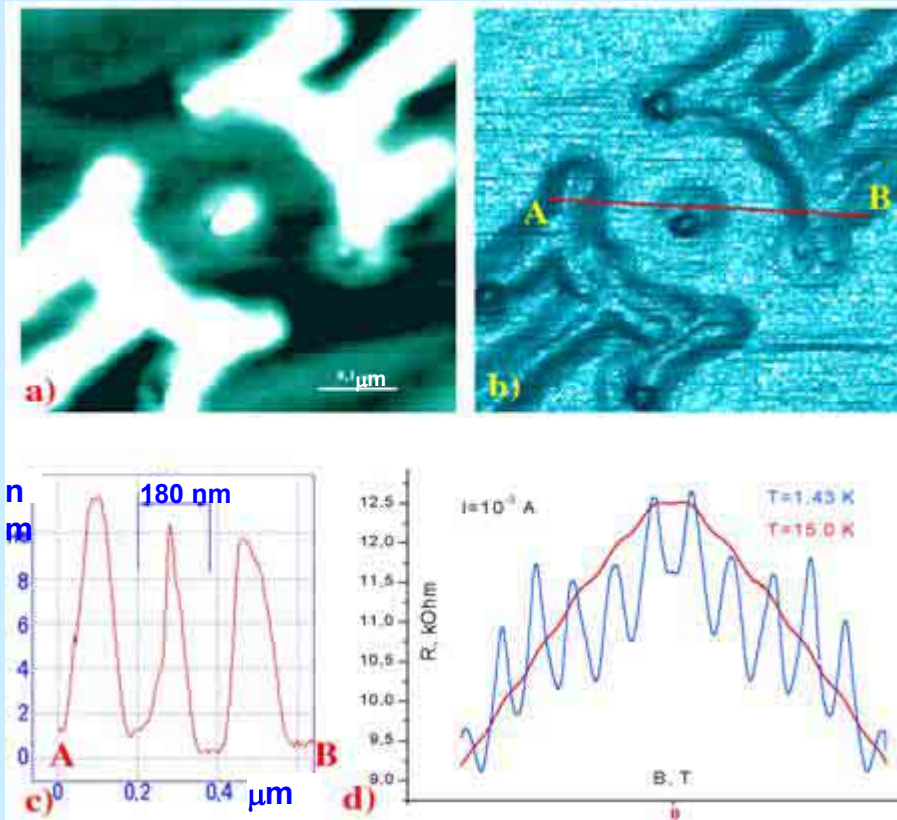 a)
0,1 μm
A
B
b)
n
m
180 nm
8
6
4
2
0
A
B
c)
0
0,2
0,4
μm
I=10⁻³ A
T=1.43 K
T=15.0 K
R, kOhm
12,5
12,0
11,5
11,0
10,5
10,0
9,5
9,0
B, T
0
d)